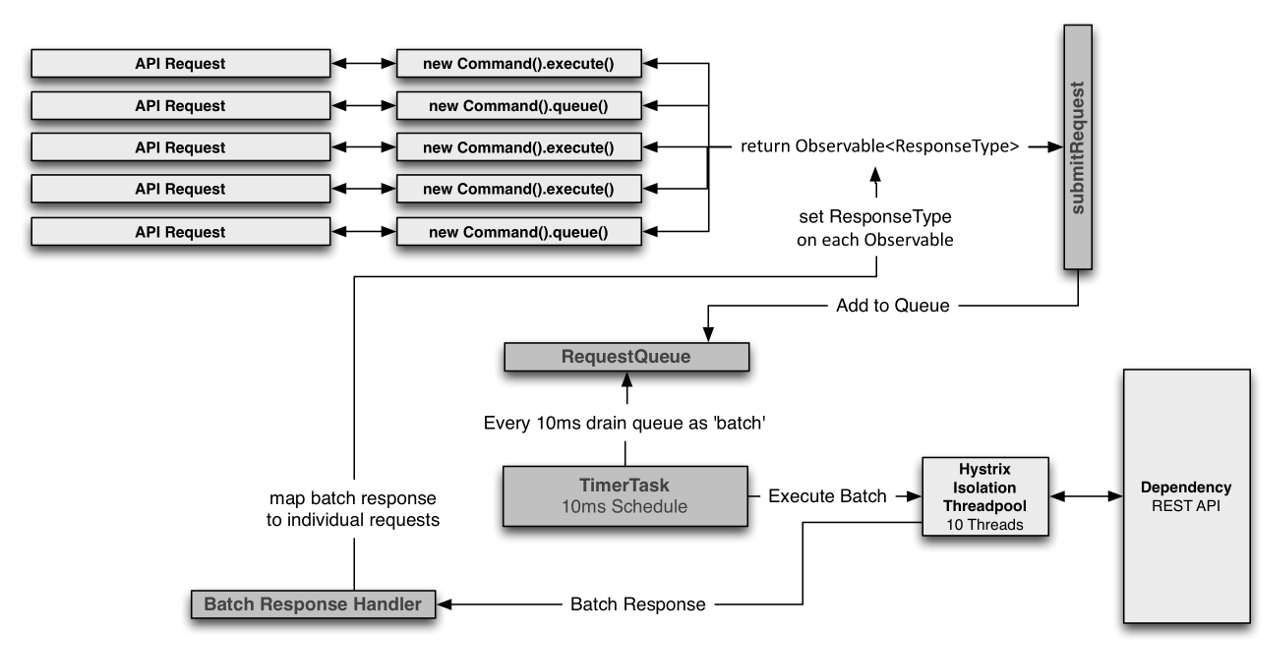 API Request
new Command().execute()
API Request
new Command().queue()
API Request
new Command().execute()
API Request
new Command().execute()
API Request
new Command().queue()
return Observable<ResponseType>
submitRequest
set ResponseType
on each Observable
Add to Queue
RequestQueue
Every 10ms drain queue as 'batch'
TimerTask
10ms Schedule
Execute Batch
Hystrix
Isolation
Threadpool
10 Threads
Dependency
REST API
map batch response
to individual requests
Batch Response Handler
Batch Response